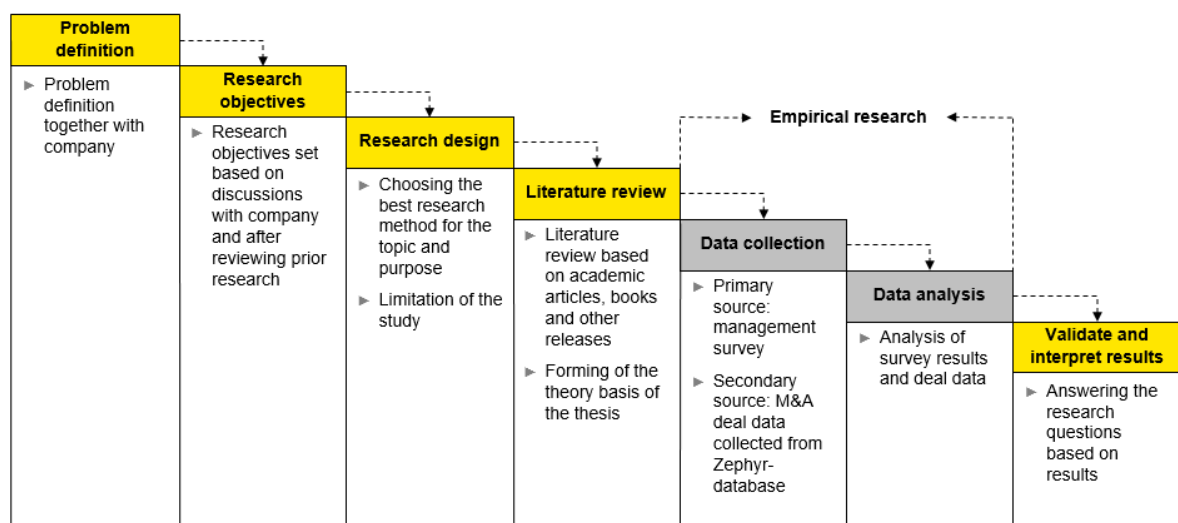 Problem
definition
► Problem
definition
together with
company
Research
objectives
► Research
objectives set
based on
discussions
with company
and after
reviewing prior
research
Research design
► Choosing the
best research
method for the
topic and
purpose
► Limitation of the
study
Literature review
► Literature
review based
on academic
articles, books
and other
releases
► Forming of the
theory basis of
the thesis
Empirical research
Data collection
► Primary
source:
management
survey
► Secondary
source: M&A
deal data
collected from
Zephyr-
database
Data analysis
► Analysis of
survey results
and deal data
Validate and
interpret results
► Answering the
research
questions
based on
results